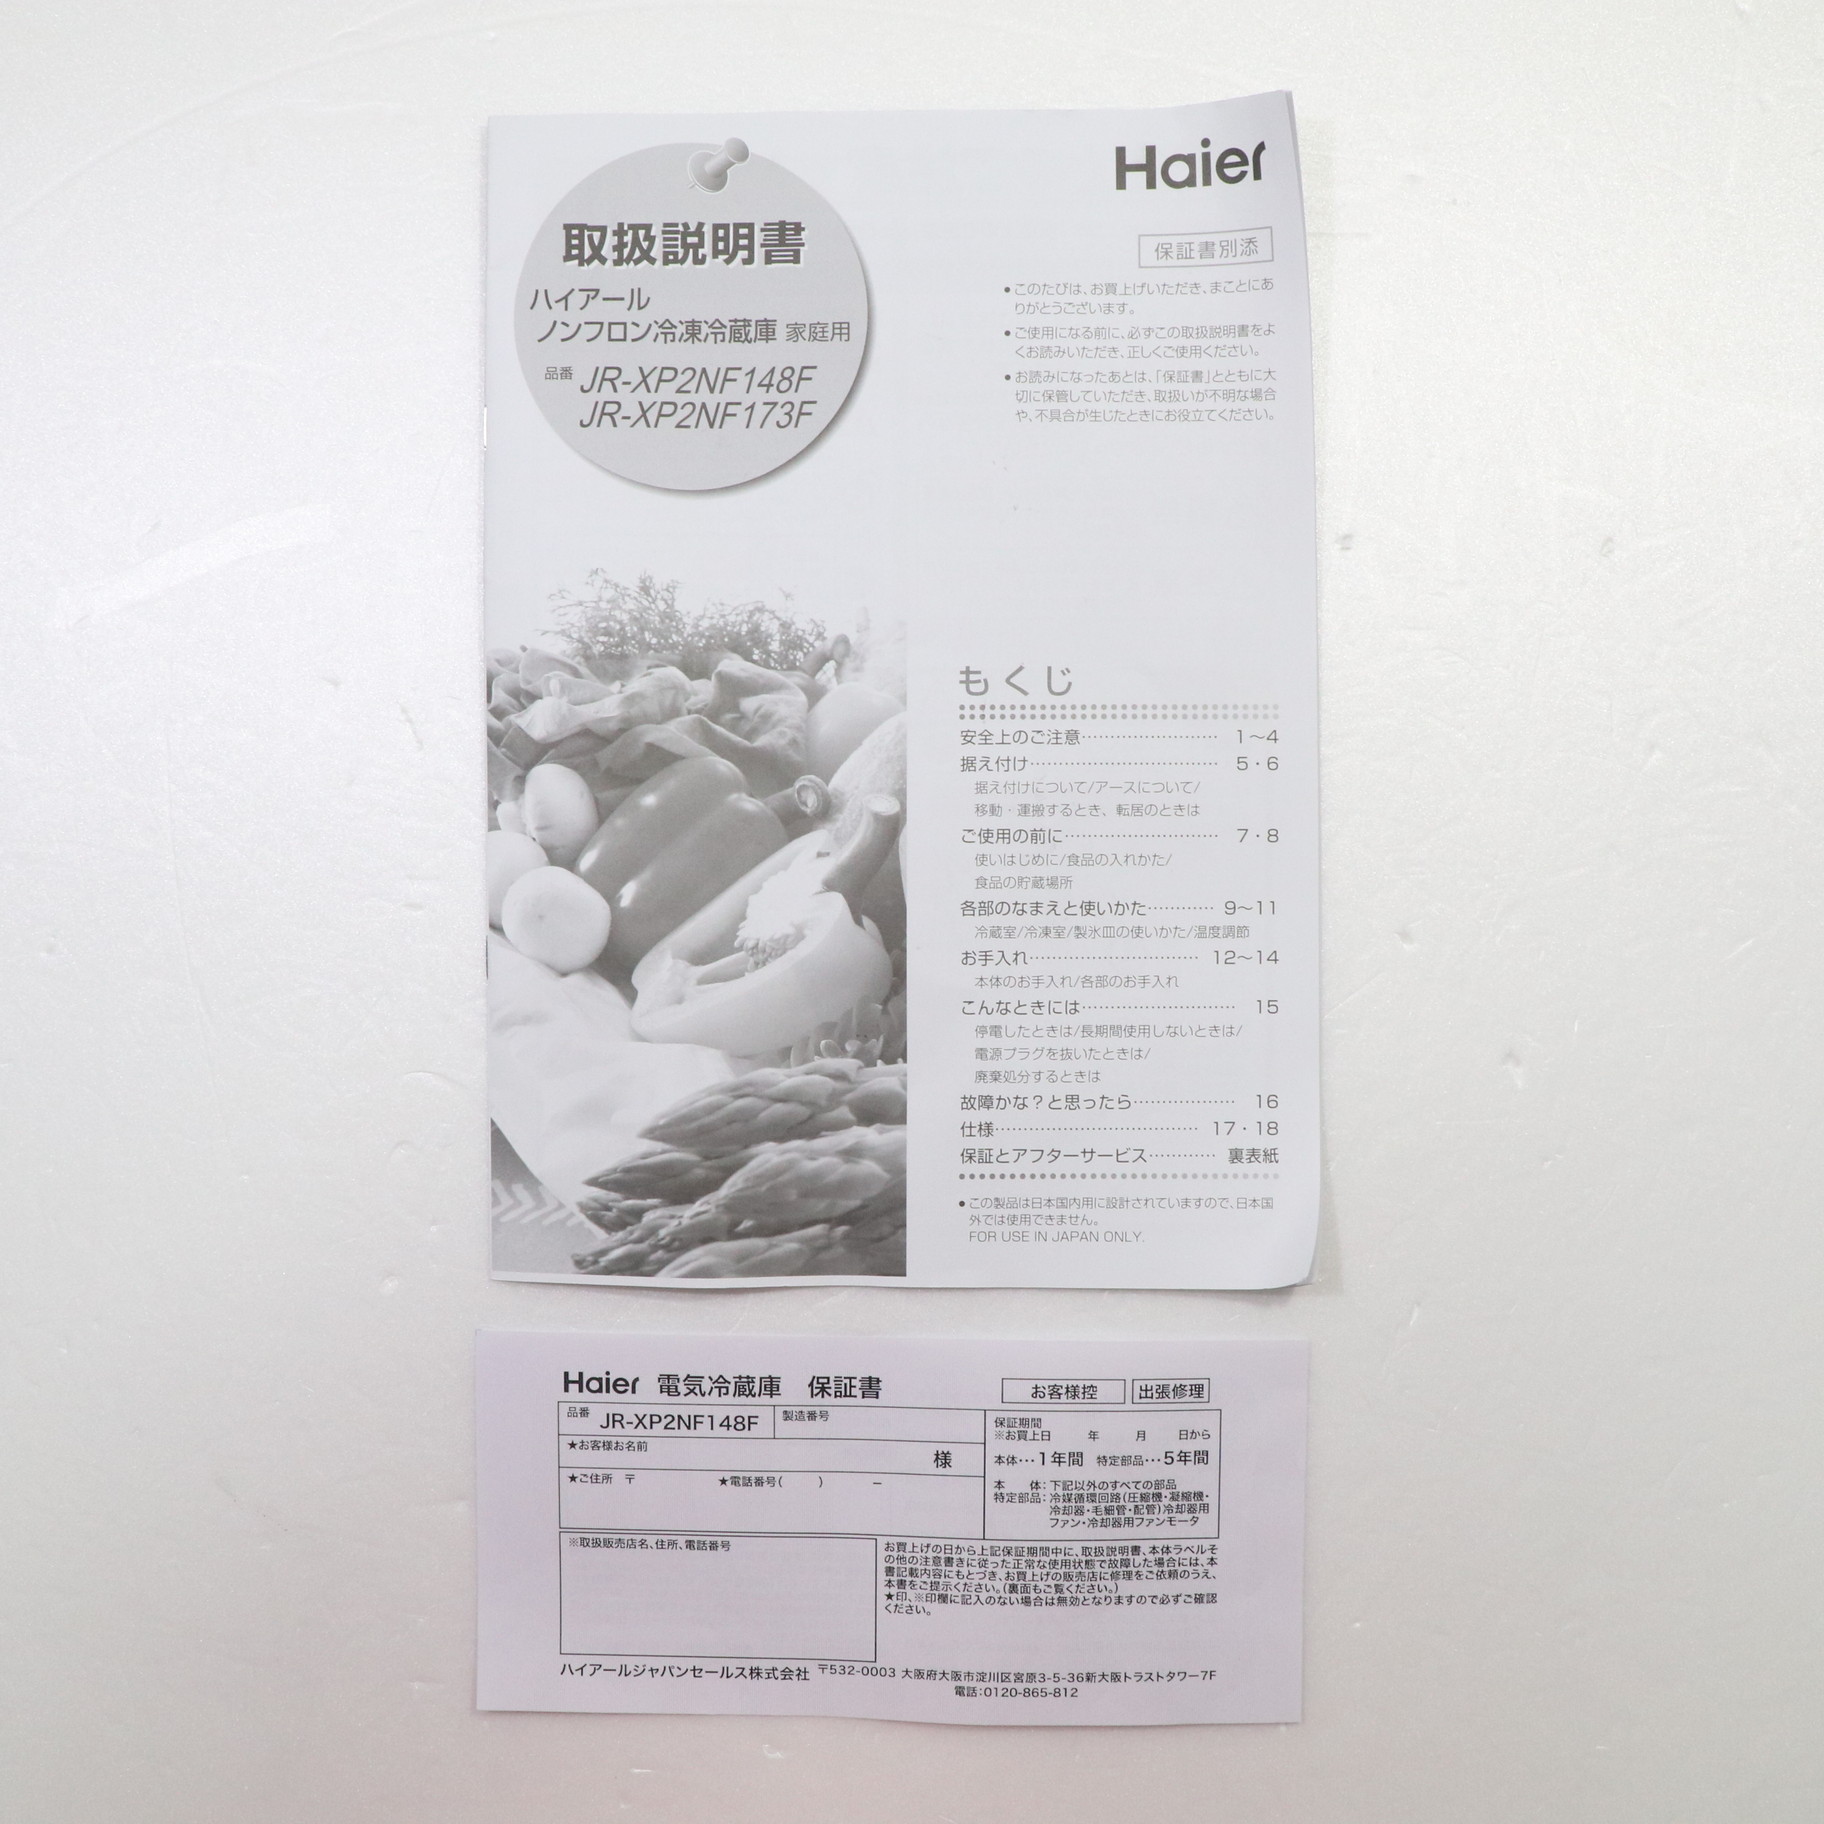 Haier
取扱説明書
ハイアール
ノンフロン冷凍冷蔵庫 家庭用
品番 JR-XP2NF148F
JR-XP2NF173F
保証書別添
●このたびは、お買上げいただき、まことにあ
りがとうございます。
●ご使用になる前に、必ずこの取扱説明書をよ
くお読みいただき、正しくご使用ください。
●お読みになったあとは、「保証書」とともに大
切に保管していただき、取扱いが不明な場合
や、不具合が生じたときにお役立てください。
もくじ
安全上のご注意……………………… 1〜4
据え付け……………………………… 5・6
据え付けについて/アースについて/
移動・運搬するとき、転居のときは
ご使用の前に………………………… 7・8
使いはじめに/食品の入れかた/
食品の貯蔵場所
各部のなまえと使いかた………… 9〜11
冷蔵室/冷凍室/製氷皿の使いかた/温度調節
お手入れ…………………………… 12〜14
本体のお手入れ/各部のお手入れ
こんなときには……………………… 15
停電したときは/長期間使用しないときは/
電源プラグを抜いたときは/
廃棄処分するときは
故障かな？と思ったら……………… 16
仕様………………………………… 17・18
保証とアフターサービス………… 裏表紙
●この製品は日本国内用に設計されていますので、日本国
外では使用できません。
FOR USE IN JAPAN ONLY.
Haier 電気冷蔵庫 保証書
お客様控 出張修理
品番 JR-XP2NF148F 製造番号
★お客様お名前 様
★ご住所 〒 ★電話番号( ) −
保証期間
※お買上日 年 月 日から
本体…1年間 特定部品…5年間
本 体：下記以外のすべての部品
特定部品：冷媒循環回路(圧縮機・凝縮機・
冷却器・毛細管・配管)冷却器用
ファン・冷却器用ファンモータ
※取扱販売店名、住所、電話番号
お買上げの日から上記保証期間中に、取扱説明書、本体ラベルそ
の他の注意書きに従った正常な使用状態で故障した場合には、本
書記載内容にもとづき、お買上げの販売店に修理をご依頼のうえ、
本書をご提示ください。(裏面もご覧ください。)
★印、※印欄に記入のない場合は無効となりますので必ずご確認
ください。
ハイアールジャパンセールス株式会社 〒532-0003 大阪府大阪市淀川区宮原3-5-36新大阪トラストタワー7F
電話：0120-865-812